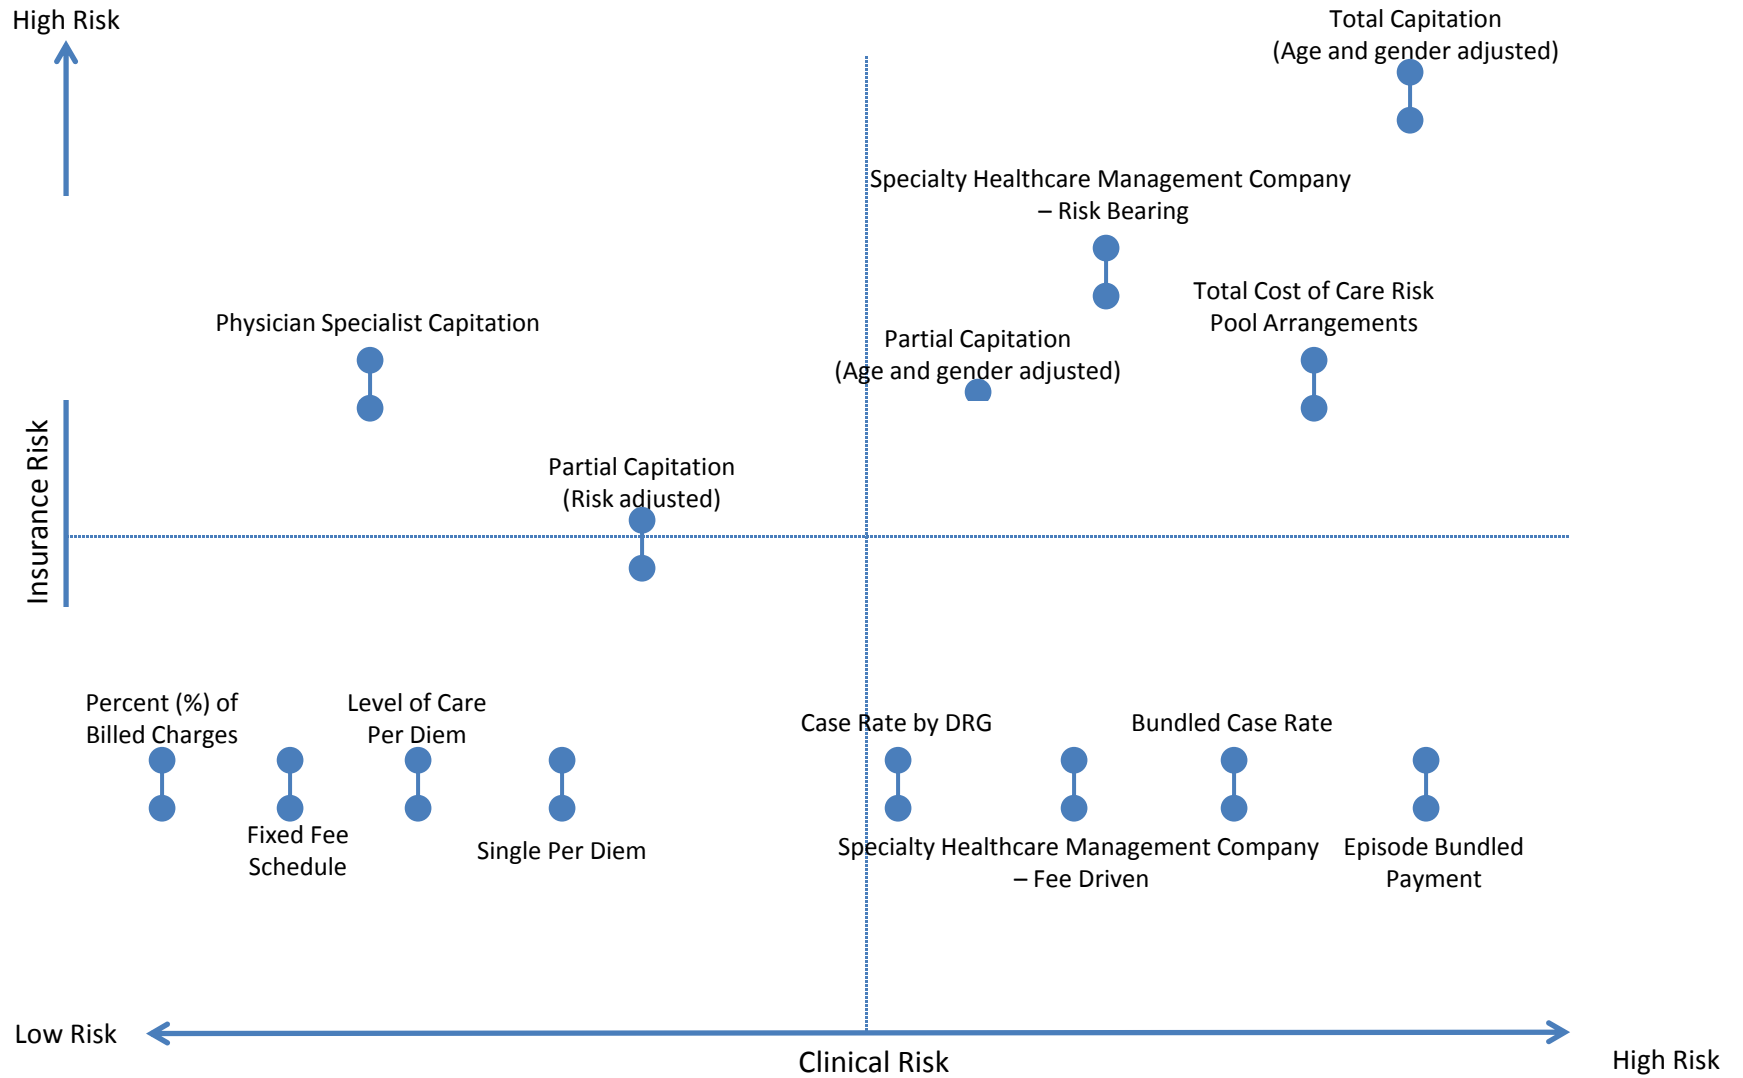 High Risk
Total Capitation
(Age and gender adjusted)
Specialty Healthcare Management Company
– Risk Bearing
Total Cost of Care Risk
Pool Arrangements
Physician Specialist Capitation
Partial Capitation
(Age and gender adjusted)
Insurance Risk
Partial Capitation
(Risk adjusted)
Percent (%) of
Billed Charges
Level of Care
Per Diem
Case Rate by DRG
Bundled Case Rate
Fixed Fee
Schedule
Single Per Diem
Specialty Healthcare Management Company
– Fee Driven
Episode Bundled
Payment
Low Risk
Clinical Risk
High Risk